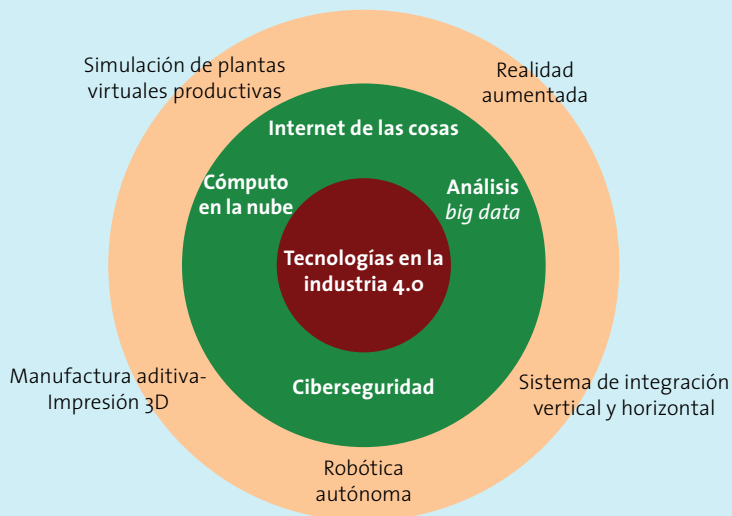 Simulación de plantas
virtuales productivas
Realidad
aumentada
Internet de las cosas
Cómputo
en la nube
Análisis
big data
Tecnologías en la
industria 4.0
Manufactura aditiva-
Impresión 3D
Ciberseguridad
Sistema de integración
vertical y horizontal
Robótica
autónoma